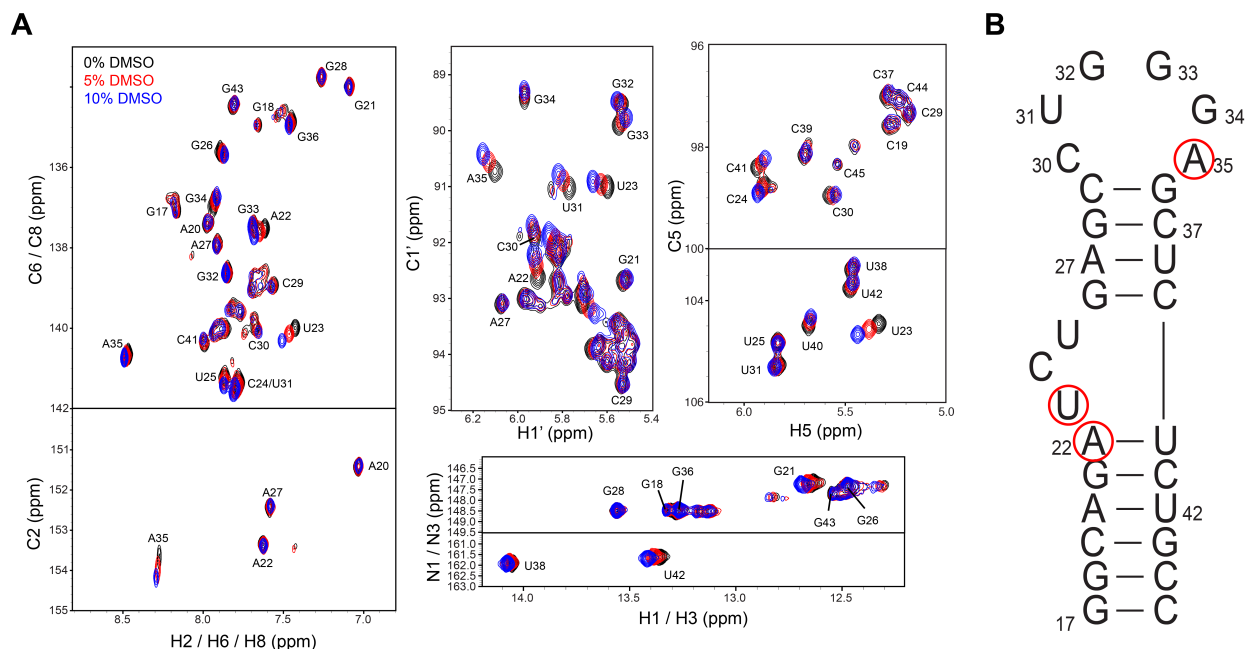 A
0% DMSO
5% DMSO
10% DMSO
G28
G21
G43
G18
G36
G26
G17
G34
A20
A27
G33
A22
G32
C29
C41
C30
U23
A35
U25
C24/U31
136
138
140
142
C6 / C8 (ppm)
A20
A27
A22
A35
151
152
153
154
155
C2 (ppm)
8.5
8.0
7.5
7.0
H2 / H6 / H8 (ppm)
89
90
91
92
93
94
95
C1' (ppm)
G34
G32
G33
A35
U31
U23
C30
A22
G21
A27
C29
6.2
6.0
5.8
5.6
5.4
H1' (ppm)
96
98
100
104
106
C5 (ppm)
C37
C44
C29
C19
C39
C41
C45
C24
C30
U38
U42
U23
U40
U25
U31
6.0
5.5
5.0
H5 (ppm)
146.5
147.5
148.5
149.5
161.0
161.5
162.0
162.5
163.0
N1 / N3 (ppm)
G28
G18
G36
G21
G43
G26
U38
U42
14.0
13.5
13.0
12.5
H1 / H3 (ppm)
B
32 G G 33
31 U G 34
30 C A 35
C – G
G – C 37
27 A – U
G – C
U
C
U
22 A – U
G – C
A – U 42
C – G
G – C
17 G – C